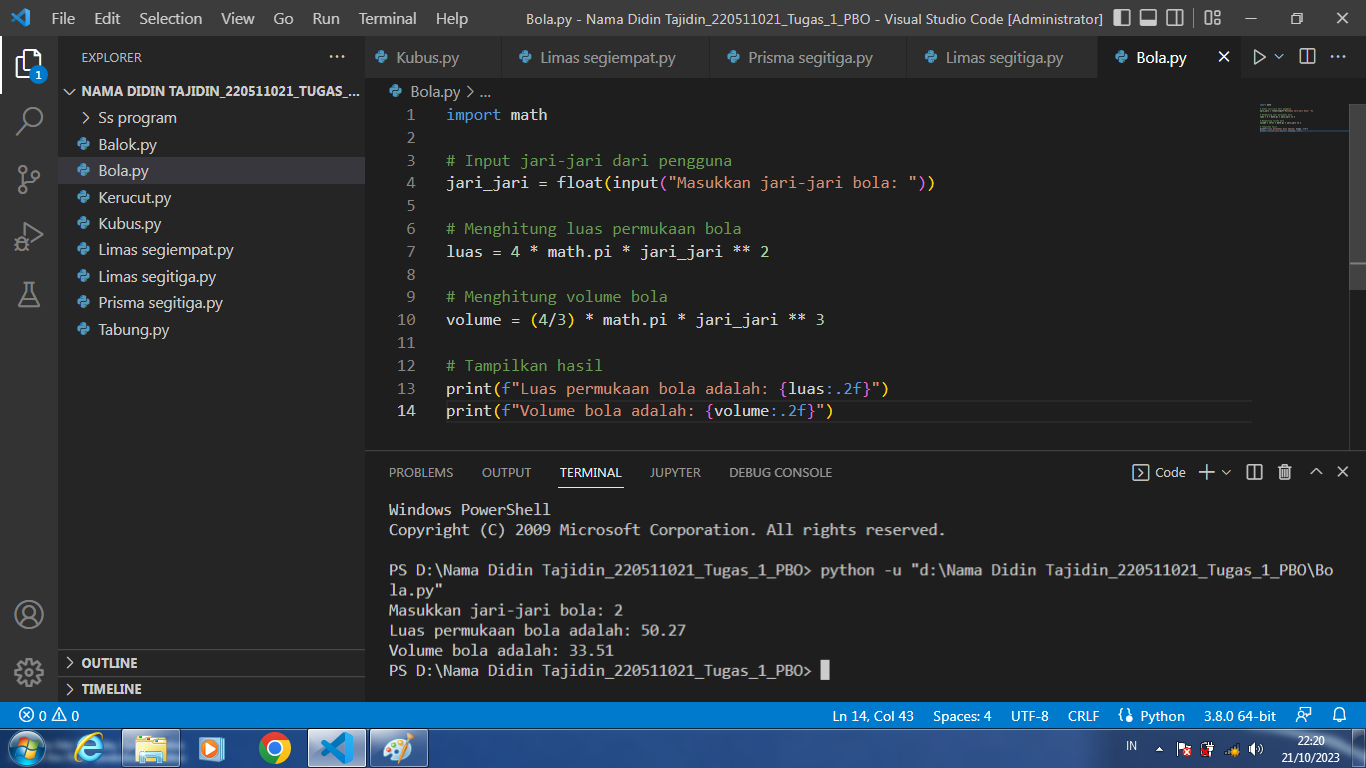 File Edit Selection View Go Run Terminal Help
Bola.py - Nama Didin Tajidin_220511021_Tugas_1_PBO - Visual Studio Code [Administrator]
EXPLORER
1
NAMA DIDIN TAJIDIN_220511021_TUGAS_...
Ss program
Balok.py
Bola.py
Kerucut.py
Kubus.py
Limas segiempat.py
Limas segitiga.py
Prisma segitiga.py
Tabung.py
OUTLINE
TIMELINE
Kubus.py Limas segiempat.py Prisma segitiga.py Limas segitiga.py Bola.py
Bola.py > ...
1 import math
2
3 # Input jari-jari dari pengguna
4 jari_jari = float(input("Masukkan jari-jari bola: "))
5
6 # Menghitung luas permukaan bola
7 luas = 4 * math.pi * jari_jari ** 2
8
9 # Menghitung volume bola
10 volume = (4/3) * math.pi * jari_jari ** 3
11
12 # Tampilkan hasil
13 print(f"Luas permukaan bola adalah: {luas:.2f}")
14 print(f"Volume bola adalah: {volume:.2f}")
PROBLEMS OUTPUT TERMINAL JUPYTER DEBUG CONSOLE
Code
Windows PowerShell
Copyright (C) 2009 Microsoft Corporation. All rights reserved.
PS D:\Nama Didin Tajidin_220511021_Tugas_1_PBO> python -u "d:\Nama Didin Tajidin_220511021_Tugas_1_PBO\Bo
la.py"
Masukkan jari-jari bola: 2
Luas permukaan bola adalah: 50.27
Volume bola adalah: 33.51
PS D:\Nama Didin Tajidin_220511021_Tugas_1_PBO>
0 0
Ln 14, Col 43 Spaces: 4 UTF-8 CRLF Python 3.8.0 64-bit
IN
22:20
21/10/2023